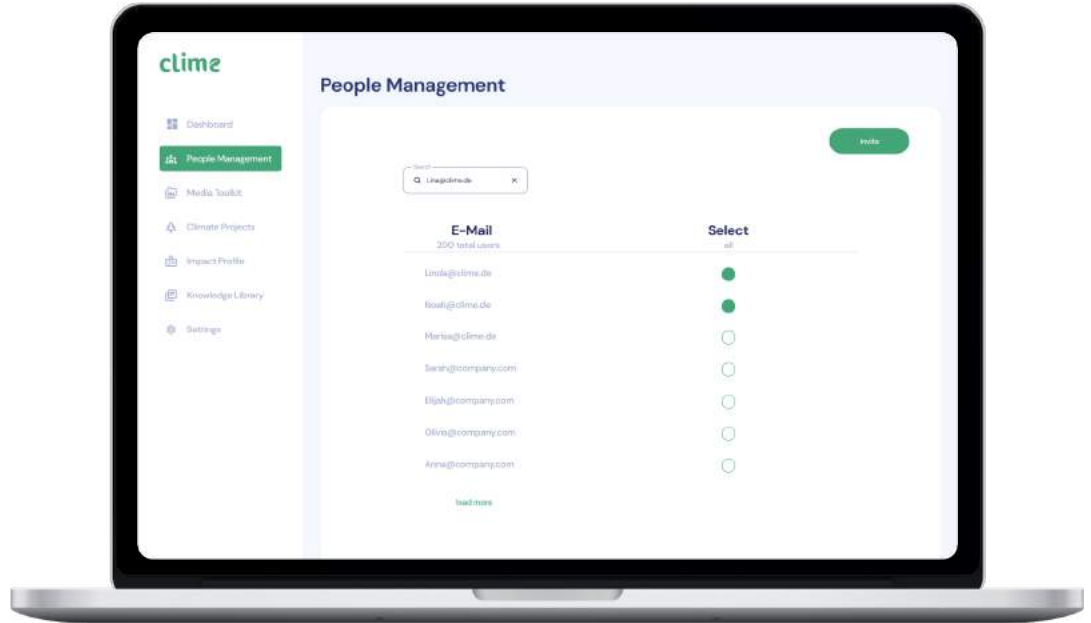 clime
People Management
Dashboard
People Management
Media Toolkit
Climate Projects
Impact Profile
Knowledge Library
Settings
Invite
Search
Lina@clime.de
E-Mail
Select
200 total users
all
Linda@clime.de
Noah@clime.de
Marisa@clime.de
Sarah@company.com
Elijah@company.com
Olivia@company.com
Anna@company.com
load more